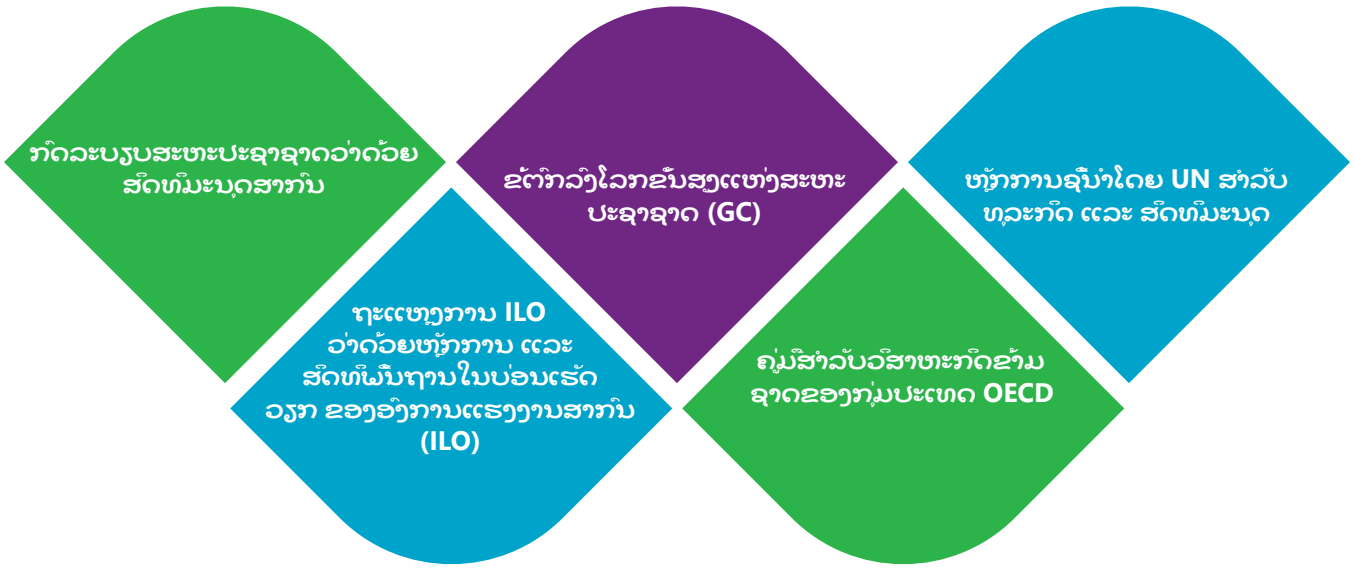 ກົດລະບຽບສະຫະປະຊາຊາດວ່າດ້ວຍ
ສິດທິມະນຸດສາກົນ
ຖະແຫຼງການ ILO
ວ່າດ້ວຍຫຼັກການ ແລະ
ສິດທິພື້ນຖານໃນບ່ອນເຮັດ
ວຽກ ຂອງອົງການແຮງງານສາກົນ
(ILO)
ຂໍ້ຕົກລົງໂລກຂັ້ນສູງແຫ່ງສະຫະ
ປະຊາຊາດ (GC)
ຄູ່ມືສຳລັບວິສາຫະກິດຂ້າມ
ຊາດຂອງກຸ່ມປະເທດ OECD
ຫຼັກການຊີ້ນຳໂດຍ UN ສຳລັບ
ທຸລະກິດ ແລະ ສິດທິມະນຸດ